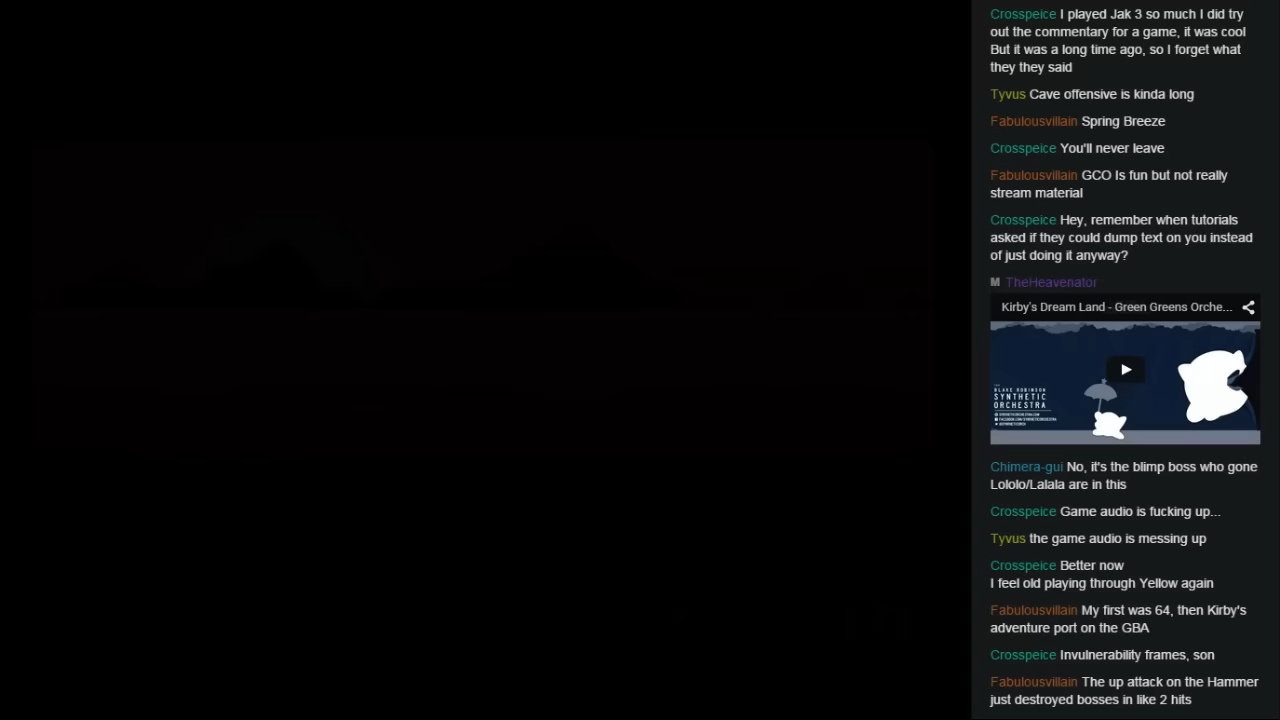 Crosspeice I played Jak 3 so much I did try
out the commentary for a game, it was cool
But it was a long time ago, so I forget what
they they said
Tyvus Cave offensive is kinda long
Fabulousvillain Spring Breeze
Crosspeice You'll never leave
Fabulousvillain GCO Is fun but not really
stream material
Crosspeice Hey, remember when tutorials
asked if they could dump text on you instead
of just doing it anyway?
M TheHeavenator
Kirby's Dream Land - Green Greens Orche...
BLAKE ROBINSON
SYNTHETIC
ORCHESTRA
Chimera-gui No, it's the blimp boss who gone
Lololo/Lalala are in this
Crosspeice Game audio is fucking up...
Tyvus the game audio is messing up
Crosspeice Better now
I feel old playing through Yellow again
Fabulousvillain My first was 64, then Kirby's
adventure port on the GBA
Crosspeice Invulnerability frames, son
Fabulousvillain The up attack on the Hammer
just destroyed bosses in like 2 hits